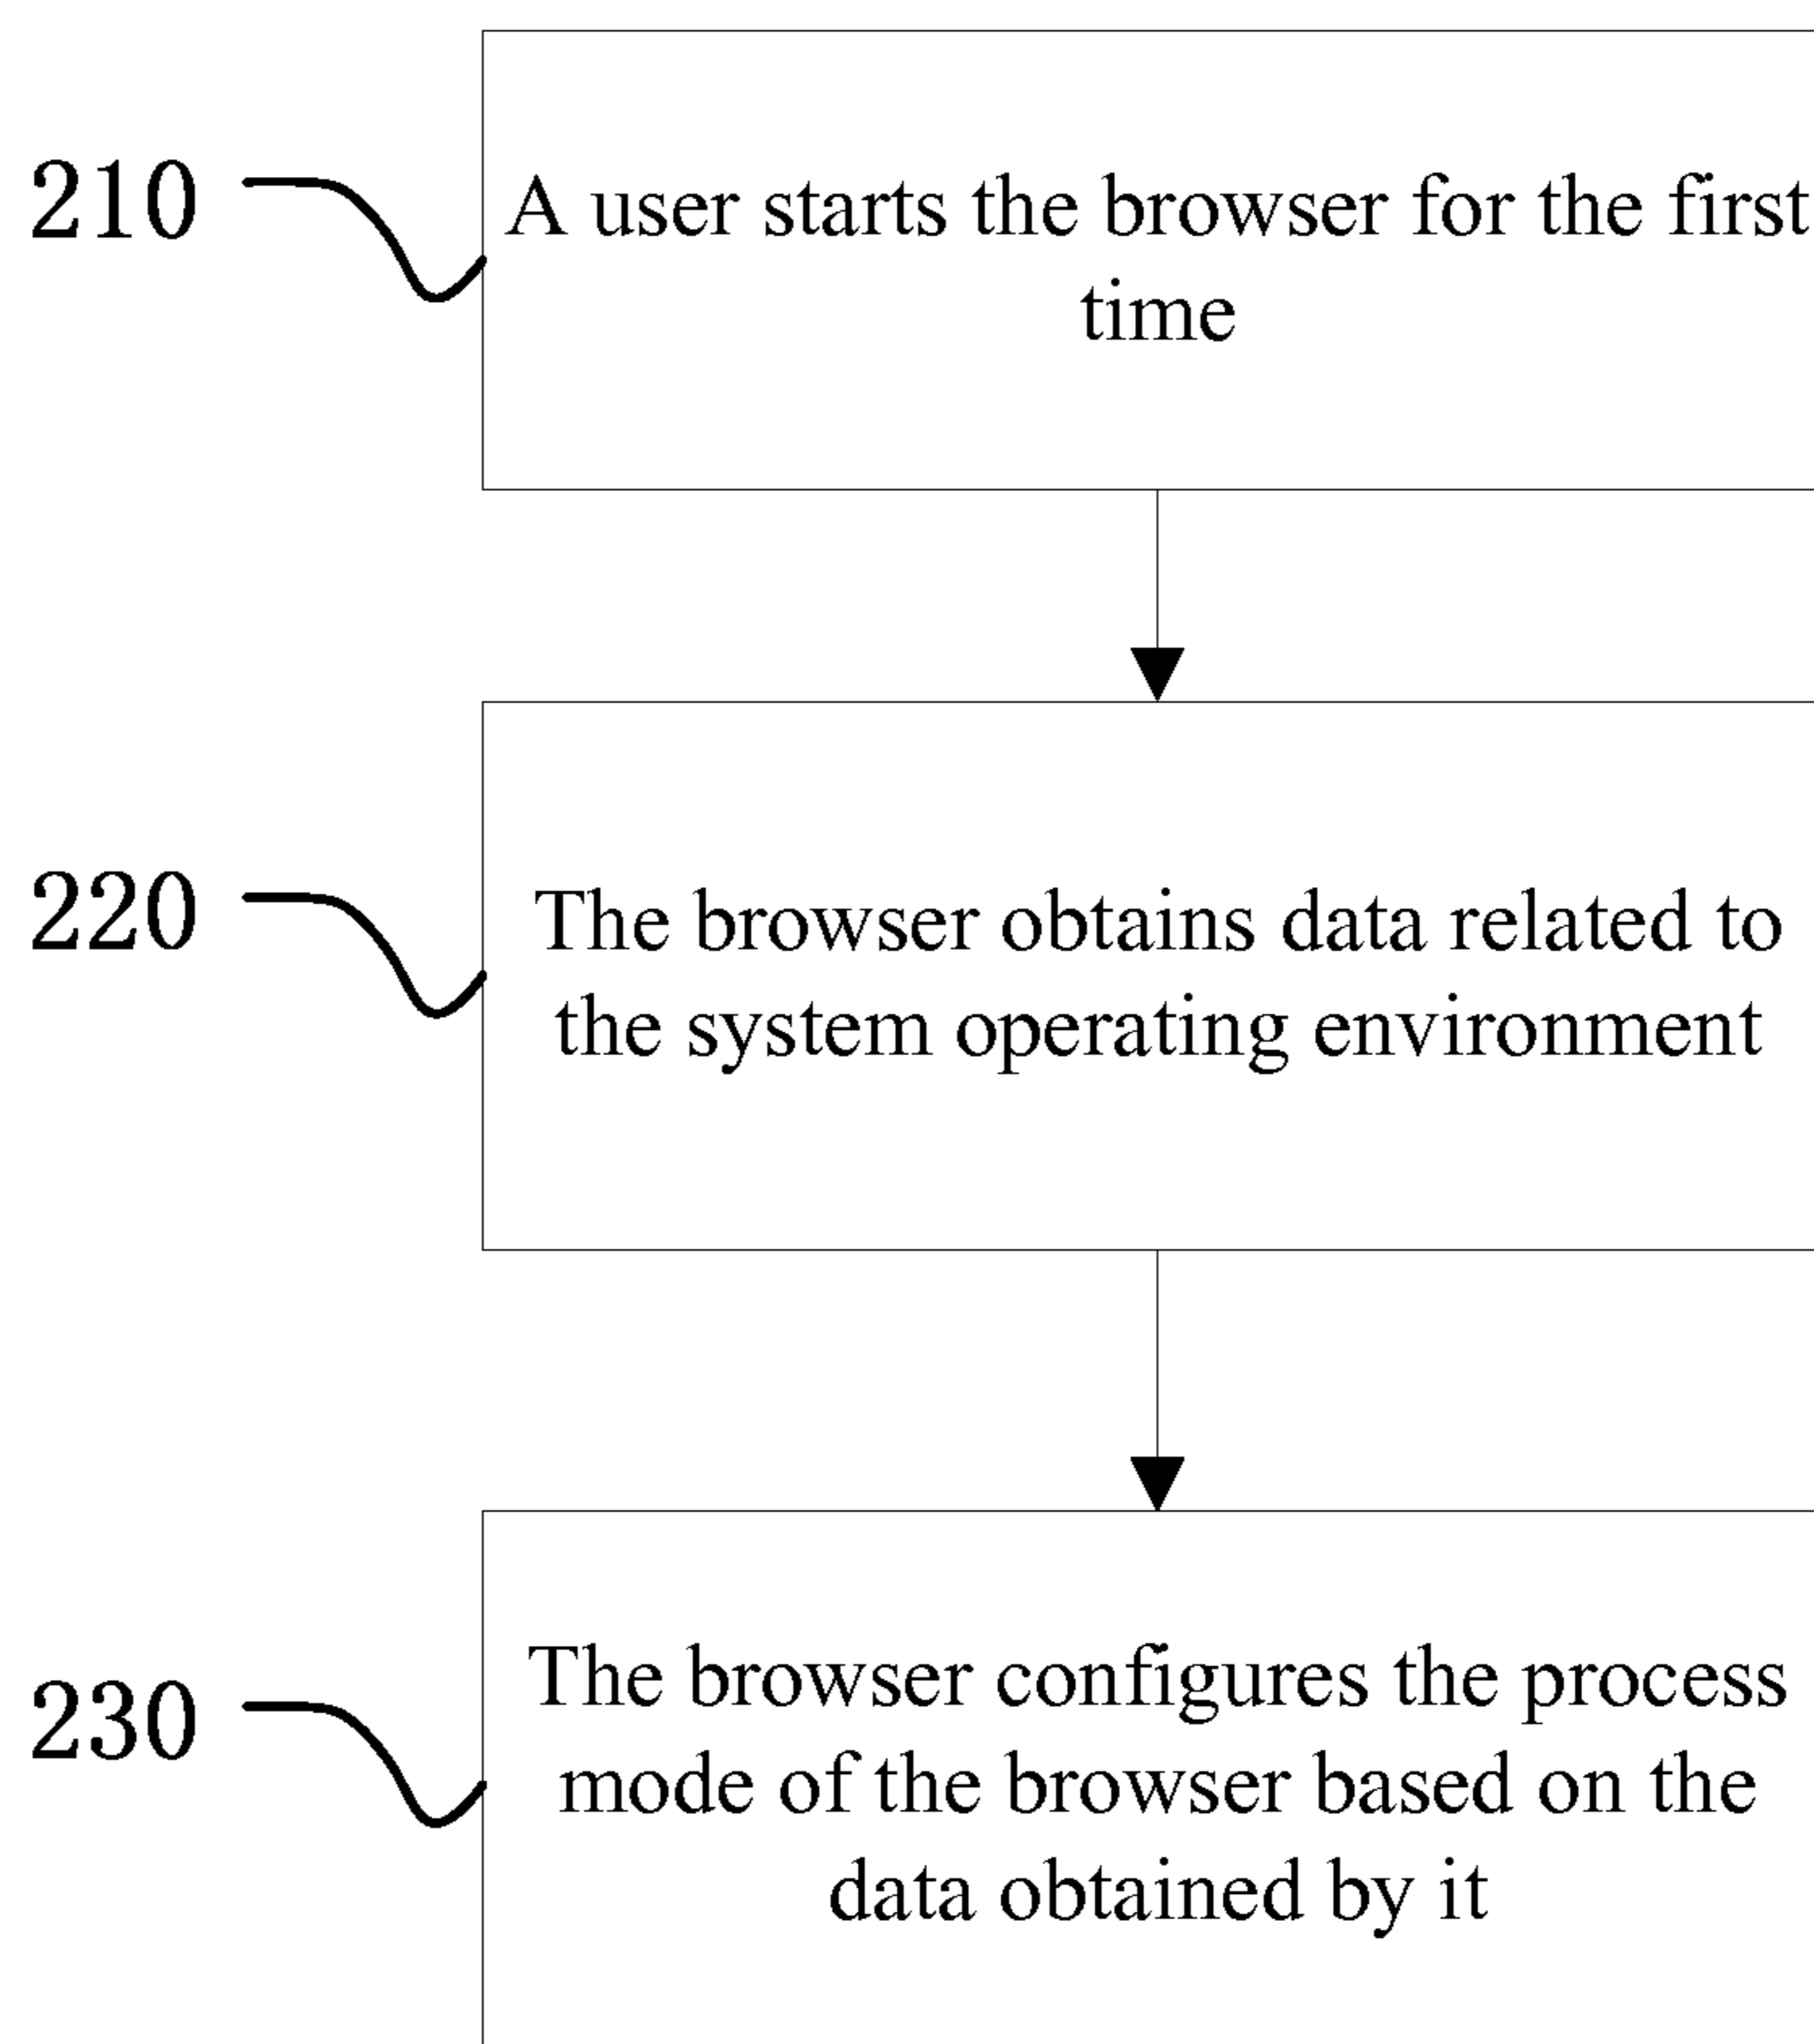 210
A user starts the browser for the first
time
220
The browser obtains data related to
the system operating environment
230
The browser configures the process
mode of the browser based on the
data obtained by it